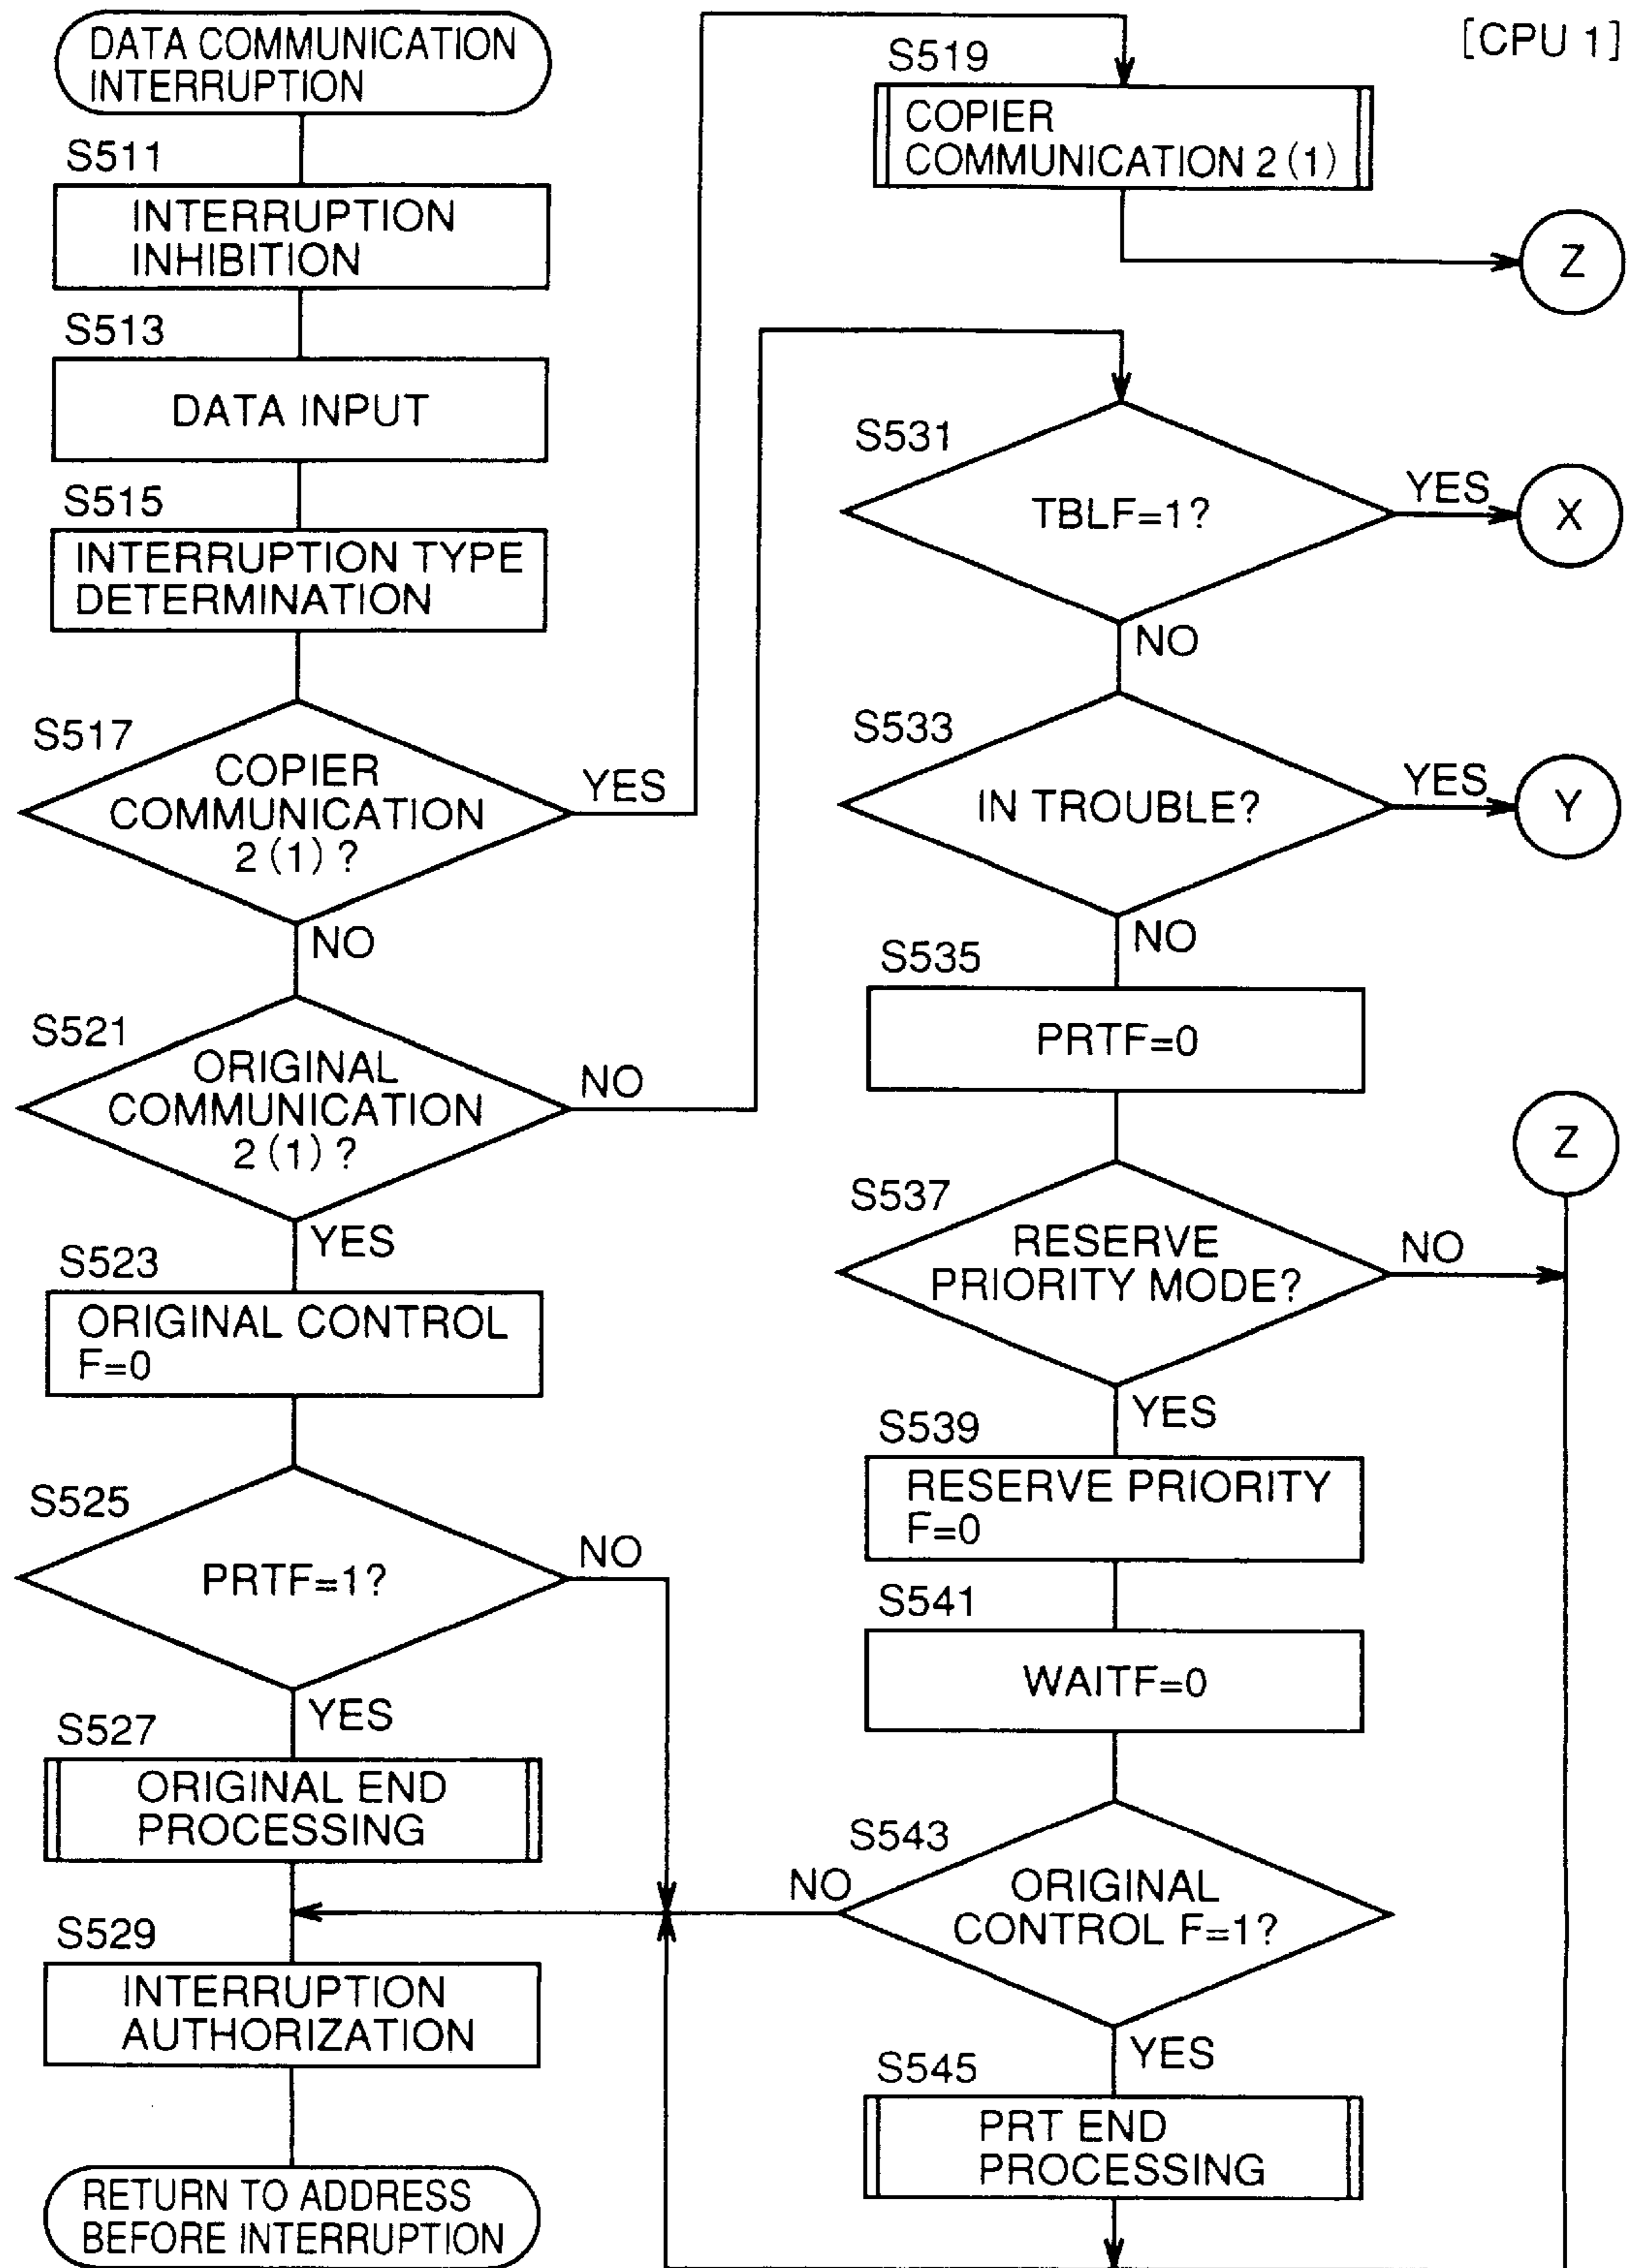 DATA COMMUNICATION
INTERRUPTION
S511
INTERRUPTION
INHIBITION
S513
DATA INPUT
S515
INTERRUPTION TYPE
DETERMINATION
S517
COPIER
COMMUNICATION
2(1)?
YES
NO
S521
ORIGINAL
COMMUNICATION
2(1)?
NO
YES
S523
ORIGINAL CONTROL
F=0
S525
PRTF=1?
NO
YES
S527
ORIGINAL END
PROCESSING
S529
INTERRUPTION
AUTHORIZATION
RETURN TO ADDRESS
BEFORE INTERRUPTION
[CPU 1]
S519
COPIER
COMMUNICATION 2(1)
Z
S531
TBLF=1?
YES
X
NO
S533
IN TROUBLE?
YES
Y
NO
S535
PRTF=0
Z
S537
RESERVE
PRIORITY MODE?
NO
YES
S539
RESERVE PRIORITY
F=0
S541
WAITF=0
S543
NO
ORIGINAL
CONTROL F=1?
YES
S545
PRT END
PROCESSING